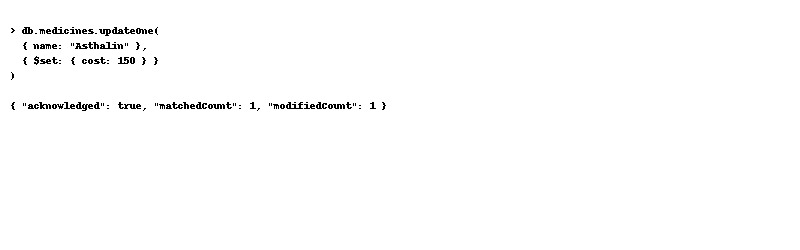 > db.medicines.updateOne(
{ name: "Asthalin" },
{ $set: { cost: 150 } }
)
{ "acknowledged": true, "matchedCount": 1, "modifiedCount": 1 }